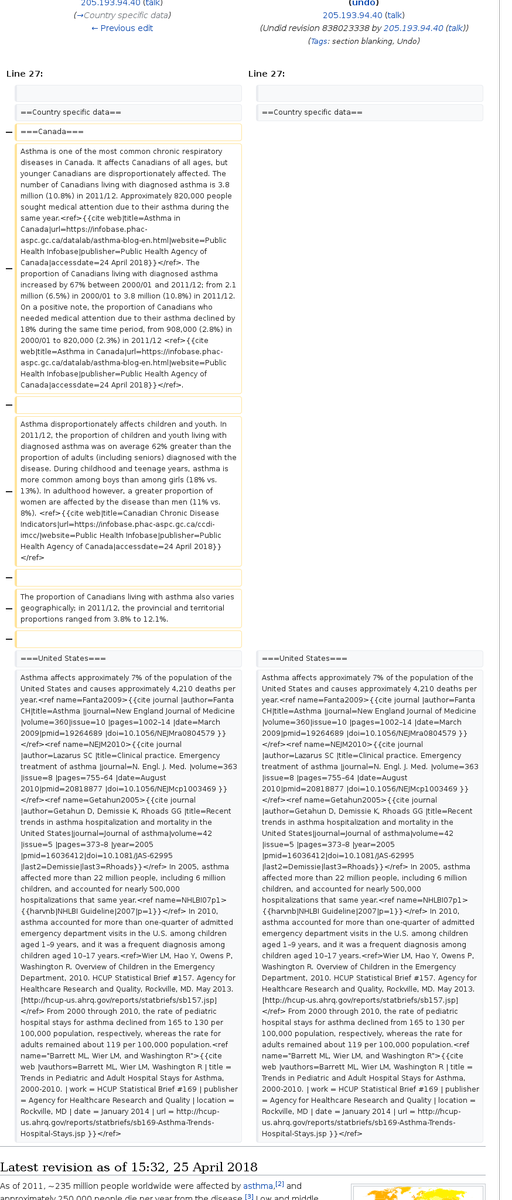 205.193.94.40 (talk)
(→Country specific data)
← Previous edit
(undo)
205.193.94.40 (talk)
(Undid revision 838023338 by 205.193.94.40 (talk))
(Tags: section blanking, Undo)
Line 27:
Line 27:
==Country specific data==
==Country specific data==
===Canada===
Asthma is one of the most common chronic respiratory
diseases in Canada. It affects Canadians of all ages, but
younger Canadians are disproportionately affected. The
number of Canadians living with diagnosed asthma is 3.8
million (10.8%) in 2011/12. Approximately 820,000 people
sought medical attention due to their asthma during the
same year.<ref>{{cite web|title=Asthma in
Canada|url=https://infobase.phac-
aspc.gc.ca/datalab/asthma-blog-en.html|website=Public
Health Infobase|publisher=Public Health Agency of
Canada|accessdate=24 April 2018}}</ref>. The
proportion of Canadians living with diagnosed asthma
increased by 67% between 2000/01 and 2011/12; from 2.1
million (6.5%) in 2000/01 to 3.8 million (10.8%) in 2011/12.
On a positive note, the proportion of Canadians who
needed medical attention due to their asthma declined by
18% during the same time period, from 908,000 (2.8%) in
2000/01 to 820,000 (2.3%) in 2011/12 <ref>{{cite
web|title=Asthma in Canada|url=https://infobase.phac-
aspc.gc.ca/datalab/asthma-blog-en.html|website=Public
Health Infobase|publisher=Public Health Agency of
Canada|accessdate=24 April 2018}}</ref>.
Asthma disproportionately affects children and youth. In
2011/12, the proportion of children and youth living with
diagnosed asthma was on average 62% greater than the
proportion of adults (including seniors) diagnosed with the
disease. During childhood and teenage years, asthma is
more common among boys than among girls (18% vs.
13%). In adulthood however, a greater proportion of
women are affected by the disease than men (11% vs.
8%). <ref>{{cite web|title=Canadian Chronic Disease
Indicators|url=https://infobase.phac-aspc.gc.ca/ccdi-
imcc/|website=Public Health Infobase|publisher=Public
Health Agency of Canada|accessdate=24 April 2018}}
</ref>
The proportion of Canadians living with asthma also varies
geographically; in 2011/12, the provincial and territorial
proportions ranged from 3.8% to 12.1%.
===United States===
===United States===
Asthma affects approximately 7% of the population of the
United States and causes approximately 4,210 deaths per
year.<ref name=Fanta2009>{{cite journal |author=Fanta
CH|title=Asthma |journal=New England Journal of Medicine
|volume=360|issue=10 |pages=1002–14 |date=March
2009|pmid=19264689 |doi=10.1056/NEJMra0804579 }}
</ref><ref name=NEJM2010>{{cite journal
|author=Lazarus SC |title=Clinical practice. Emergency
treatment of asthma |journal=N. Engl. J. Med. |volume=363
|issue=8 |pages=755–64 |date=August
2010|pmid=20818877 |doi=10.1056/NEJMcp1003469 }}
</ref><ref name=Getahun2005>{{cite journal
|author=Getahun D, Demissie K, Rhoads GG |title=Recent
trends in asthma hospitalization and mortality in the
United States|journal=Journal of asthma|volume=42
|issue=5 |pages=373–8 |year=2005
|pmid=16036412|doi=10.1081/JAS-62995
|last2=Demissie|last3=Rhoads}}</ref> In 2005, asthma
affected more than 22 million people, including 6 million
children, and accounted for nearly 500,000
hospitalizations that same year.<ref name=NHLBI07p1>
{{harvnb|NHLBI Guideline|2007|p=1}}</ref> In 2010,
asthma accounted for more than one-quarter of admitted
emergency department visits in the U.S. among children
aged 1–9 years, and it was a frequent diagnosis among
children aged 10–17 years.<ref>Wier LM, Hao Y, Owens P,
Washington R. Overview of Children in the Emergency
Department, 2010. HCUP Statistical Brief #157. Agency for
Healthcare Research and Quality, Rockville, MD. May 2013.
[http://hcup-us.ahrq.gov/reports/statbriefs/sb157.jsp]
</ref> From 2000 through 2010, the rate of pediatric
hospital stays for asthma declined from 165 to 130 per
100,000 population, respectively, whereas the rate for
adults remained about 119 per 100,000 population.<ref
name="Barrett ML, Wier LM, and Washington R">{{cite
web |vauthors=Barrett ML, Wier LM, Washington R | title =
Trends in Pediatric and Adult Hospital Stays for Asthma,
2000-2010. | work = HCUP Statistical Brief #169 | publisher
= Agency for Healthcare Research and Quality | location =
Rockville, MD | date = January 2014 | url = http://hcup-
us.ahrq.gov/reports/statbriefs/sb169-Asthma-Trends-
Hospital-Stays.jsp }}</ref>
Asthma affects approximately 7% of the population of the
United States and causes approximately 4,210 deaths per
year.<ref name=Fanta2009>{{cite journal |author=Fanta
CH|title=Asthma |journal=New England Journal of Medicine
|volume=360|issue=10 |pages=1002–14 |date=March
2009|pmid=19264689 |doi=10.1056/NEJMra0804579 }}
</ref><ref name=NEJM2010>{{cite journal
|author=Lazarus SC |title=Clinical practice. Emergency
treatment of asthma |journal=N. Engl. J. Med. |volume=363
|issue=8 |pages=755–64 |date=August
2010|pmid=20818877 |doi=10.1056/NEJMcp1003469 }}
</ref><ref name=Getahun2005>{{cite journal
|author=Getahun D, Demissie K, Rhoads GG |title=Recent
trends in asthma hospitalization and mortality in the
United States|journal=Journal of asthma|volume=42
|issue=5 |pages=373–8 |year=2005
|pmid=16036412|doi=10.1081/JAS-62995
|last2=Demissie|last3=Rhoads}}</ref> In 2005, asthma
affected more than 22 million people, including 6 million
children, and accounted for nearly 500,000
hospitalizations that same year.<ref name=NHLBI07p1>
{{harvnb|NHLBI Guideline|2007|p=1}}</ref> In 2010,
asthma accounted for more than one-quarter of admitted
emergency department visits in the U.S. among children
aged 1–9 years, and it was a frequent diagnosis among
children aged 10–17 years.<ref>Wier LM, Hao Y, Owens P,
Washington R. Overview of Children in the Emergency
Department, 2010. HCUP Statistical Brief #157. Agency for
Healthcare Research and Quality, Rockville, MD. May 2013.
[http://hcup-us.ahrq.gov/reports/statbriefs/sb157.jsp]
</ref> From 2000 through 2010, the rate of pediatric
hospital stays for asthma declined from 165 to 130 per
100,000 population, respectively, whereas the rate for
adults remained about 119 per 100,000 population.<ref
name="Barrett ML, Wier LM, and Washington R">{{cite
web |vauthors=Barrett ML, Wier LM, Washington R | title =
Trends in Pediatric and Adult Hospital Stays for Asthma,
2000-2010. | work = HCUP Statistical Brief #169 | publisher
= Agency for Healthcare Research and Quality | location =
Rockville, MD | date = January 2014 | url = http://hcup-
us.ahrq.gov/reports/statbriefs/sb169-Asthma-Trends-
Hospital-Stays.jsp }}</ref>
Latest revision as of 15:32, 25 April 2018
As of 2011, ~235 million people worldwide were affected by asthma,[2] and
approximately 250,000 people die per year from the disease.[3] Low and middle